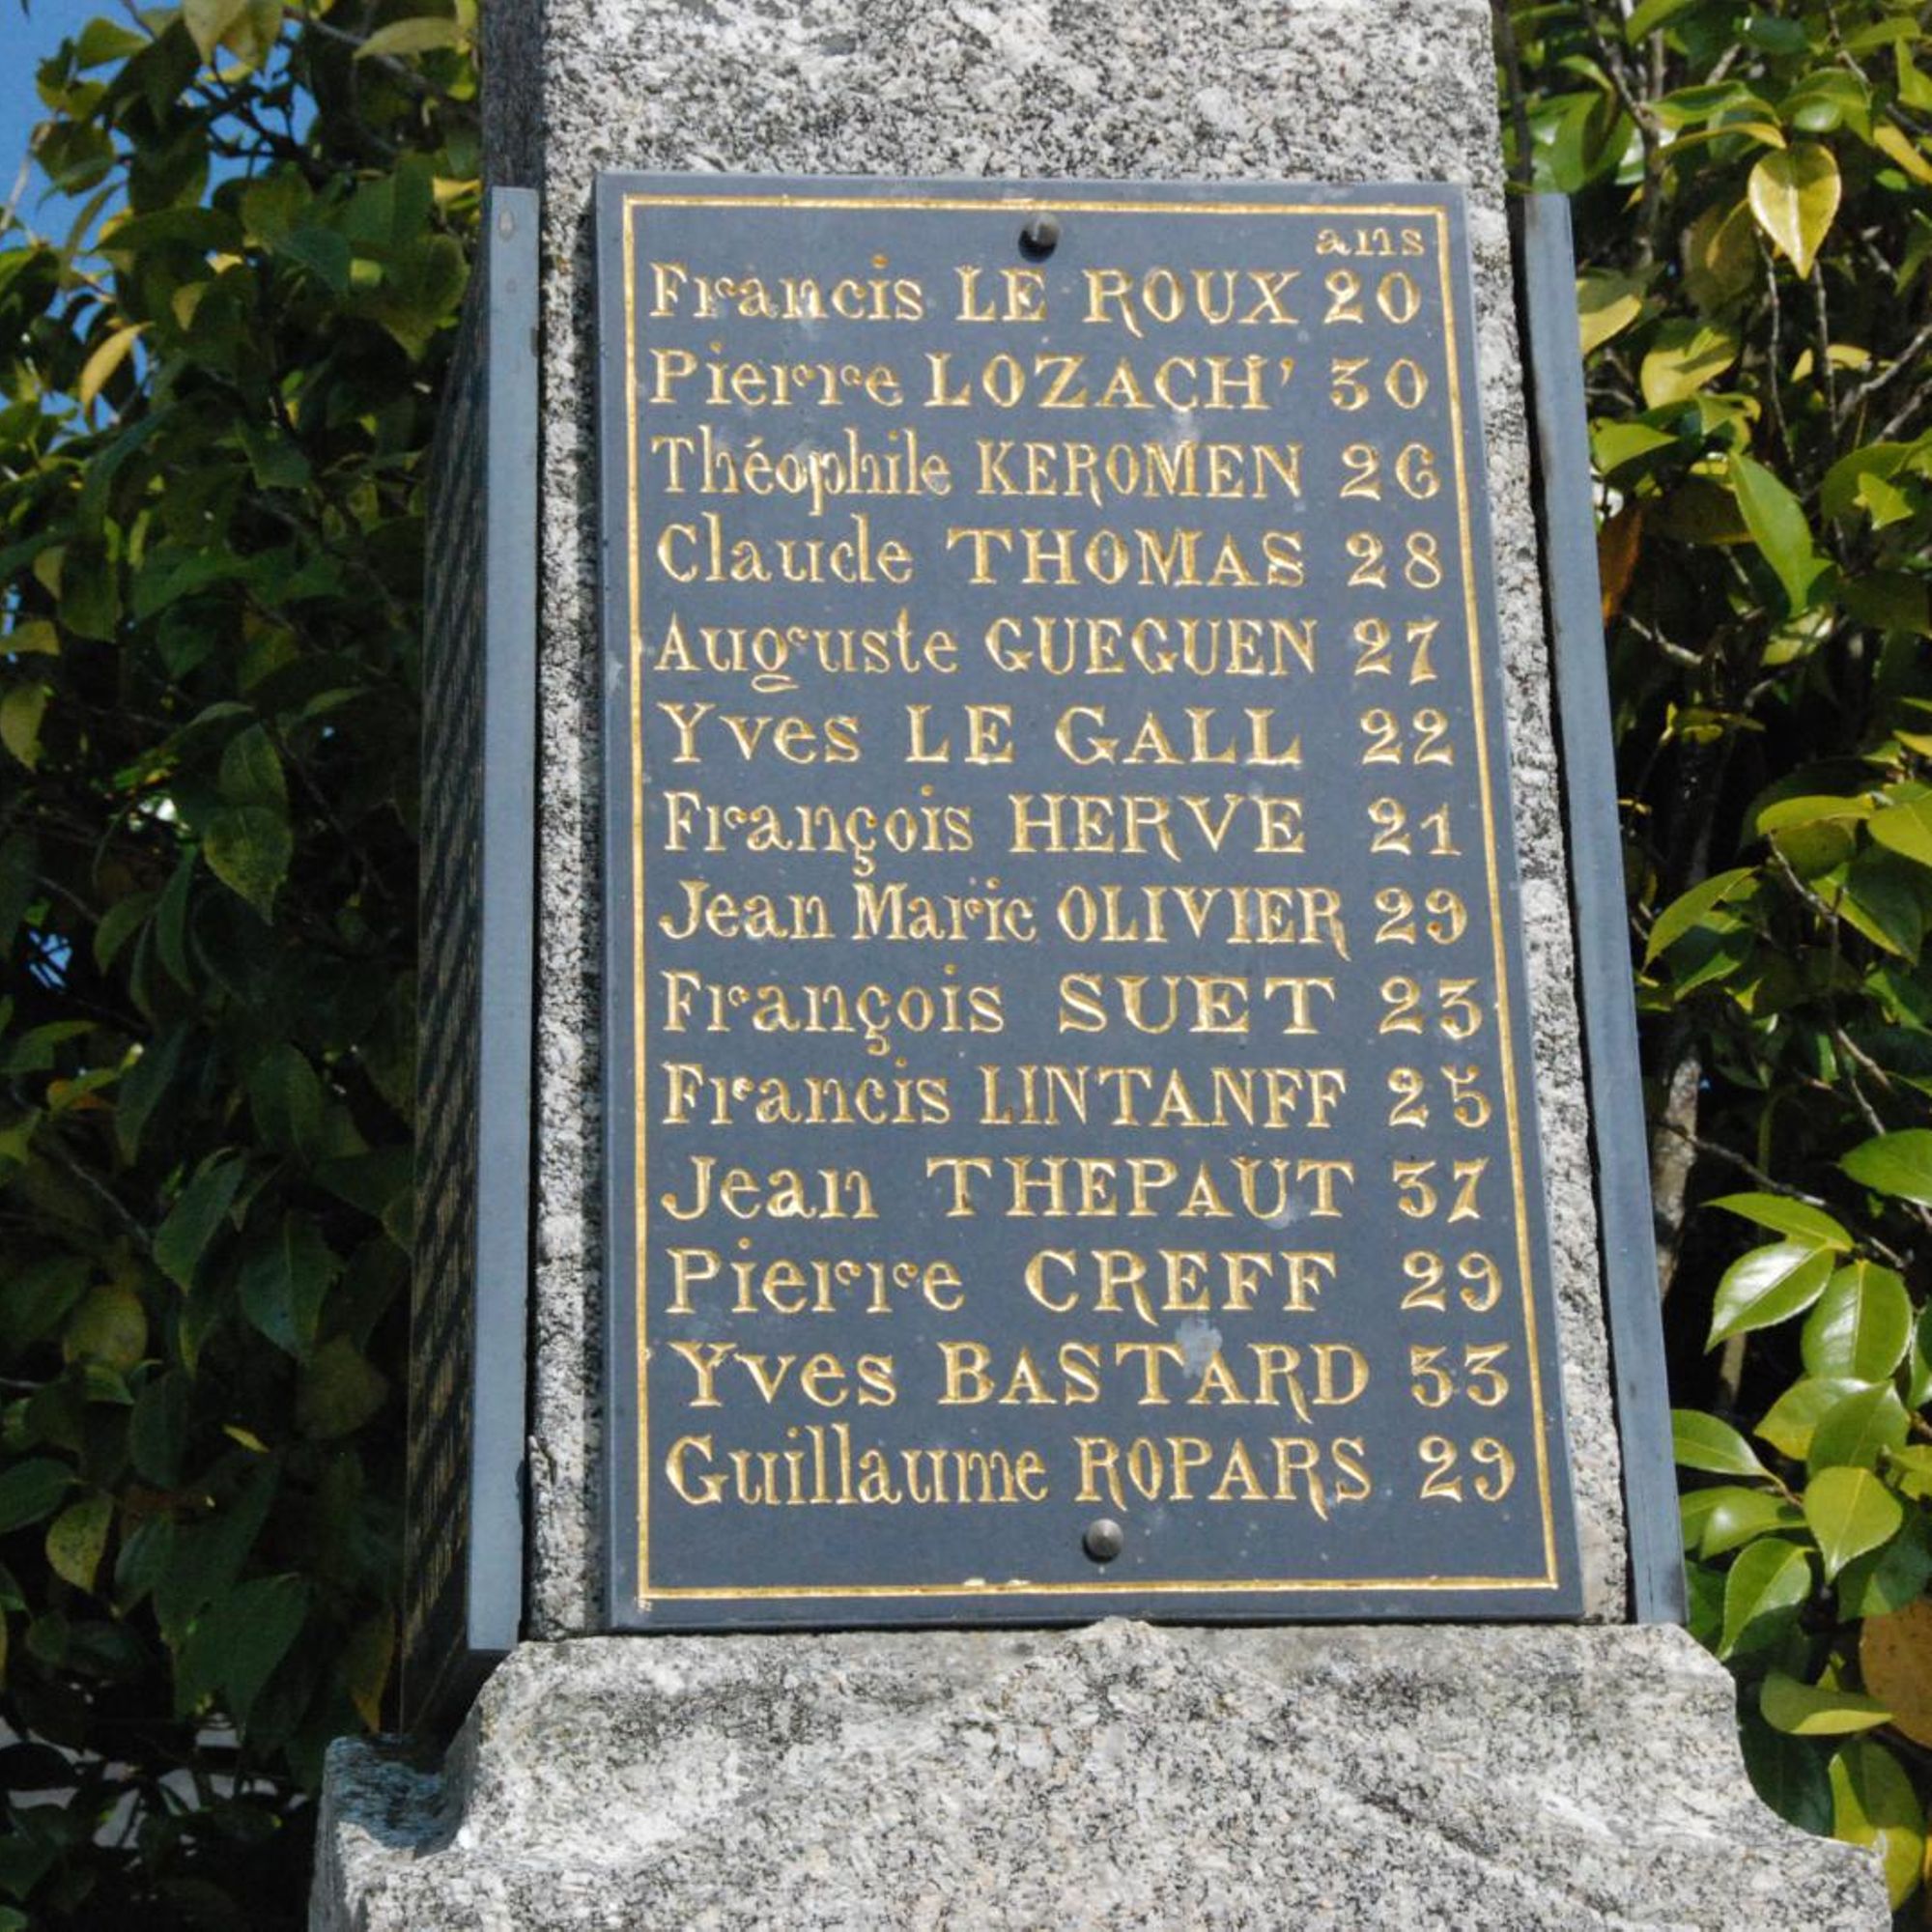 ans
Francis LE ROUX 20
Pierre LOZACH' 30
Théophile KEROMEN 26
Claude THOMAS 28
Auguste GUEGUEN 27
Yves LE GALL 22
François HERVE 21
Jean Marie OLIVIER 29
François SUET 23
Francis LINTANFF 25
Jean THEPAUT 37
Pierre CREFF 29
Yves BASTARD 33
Guillaume ROPARS 29